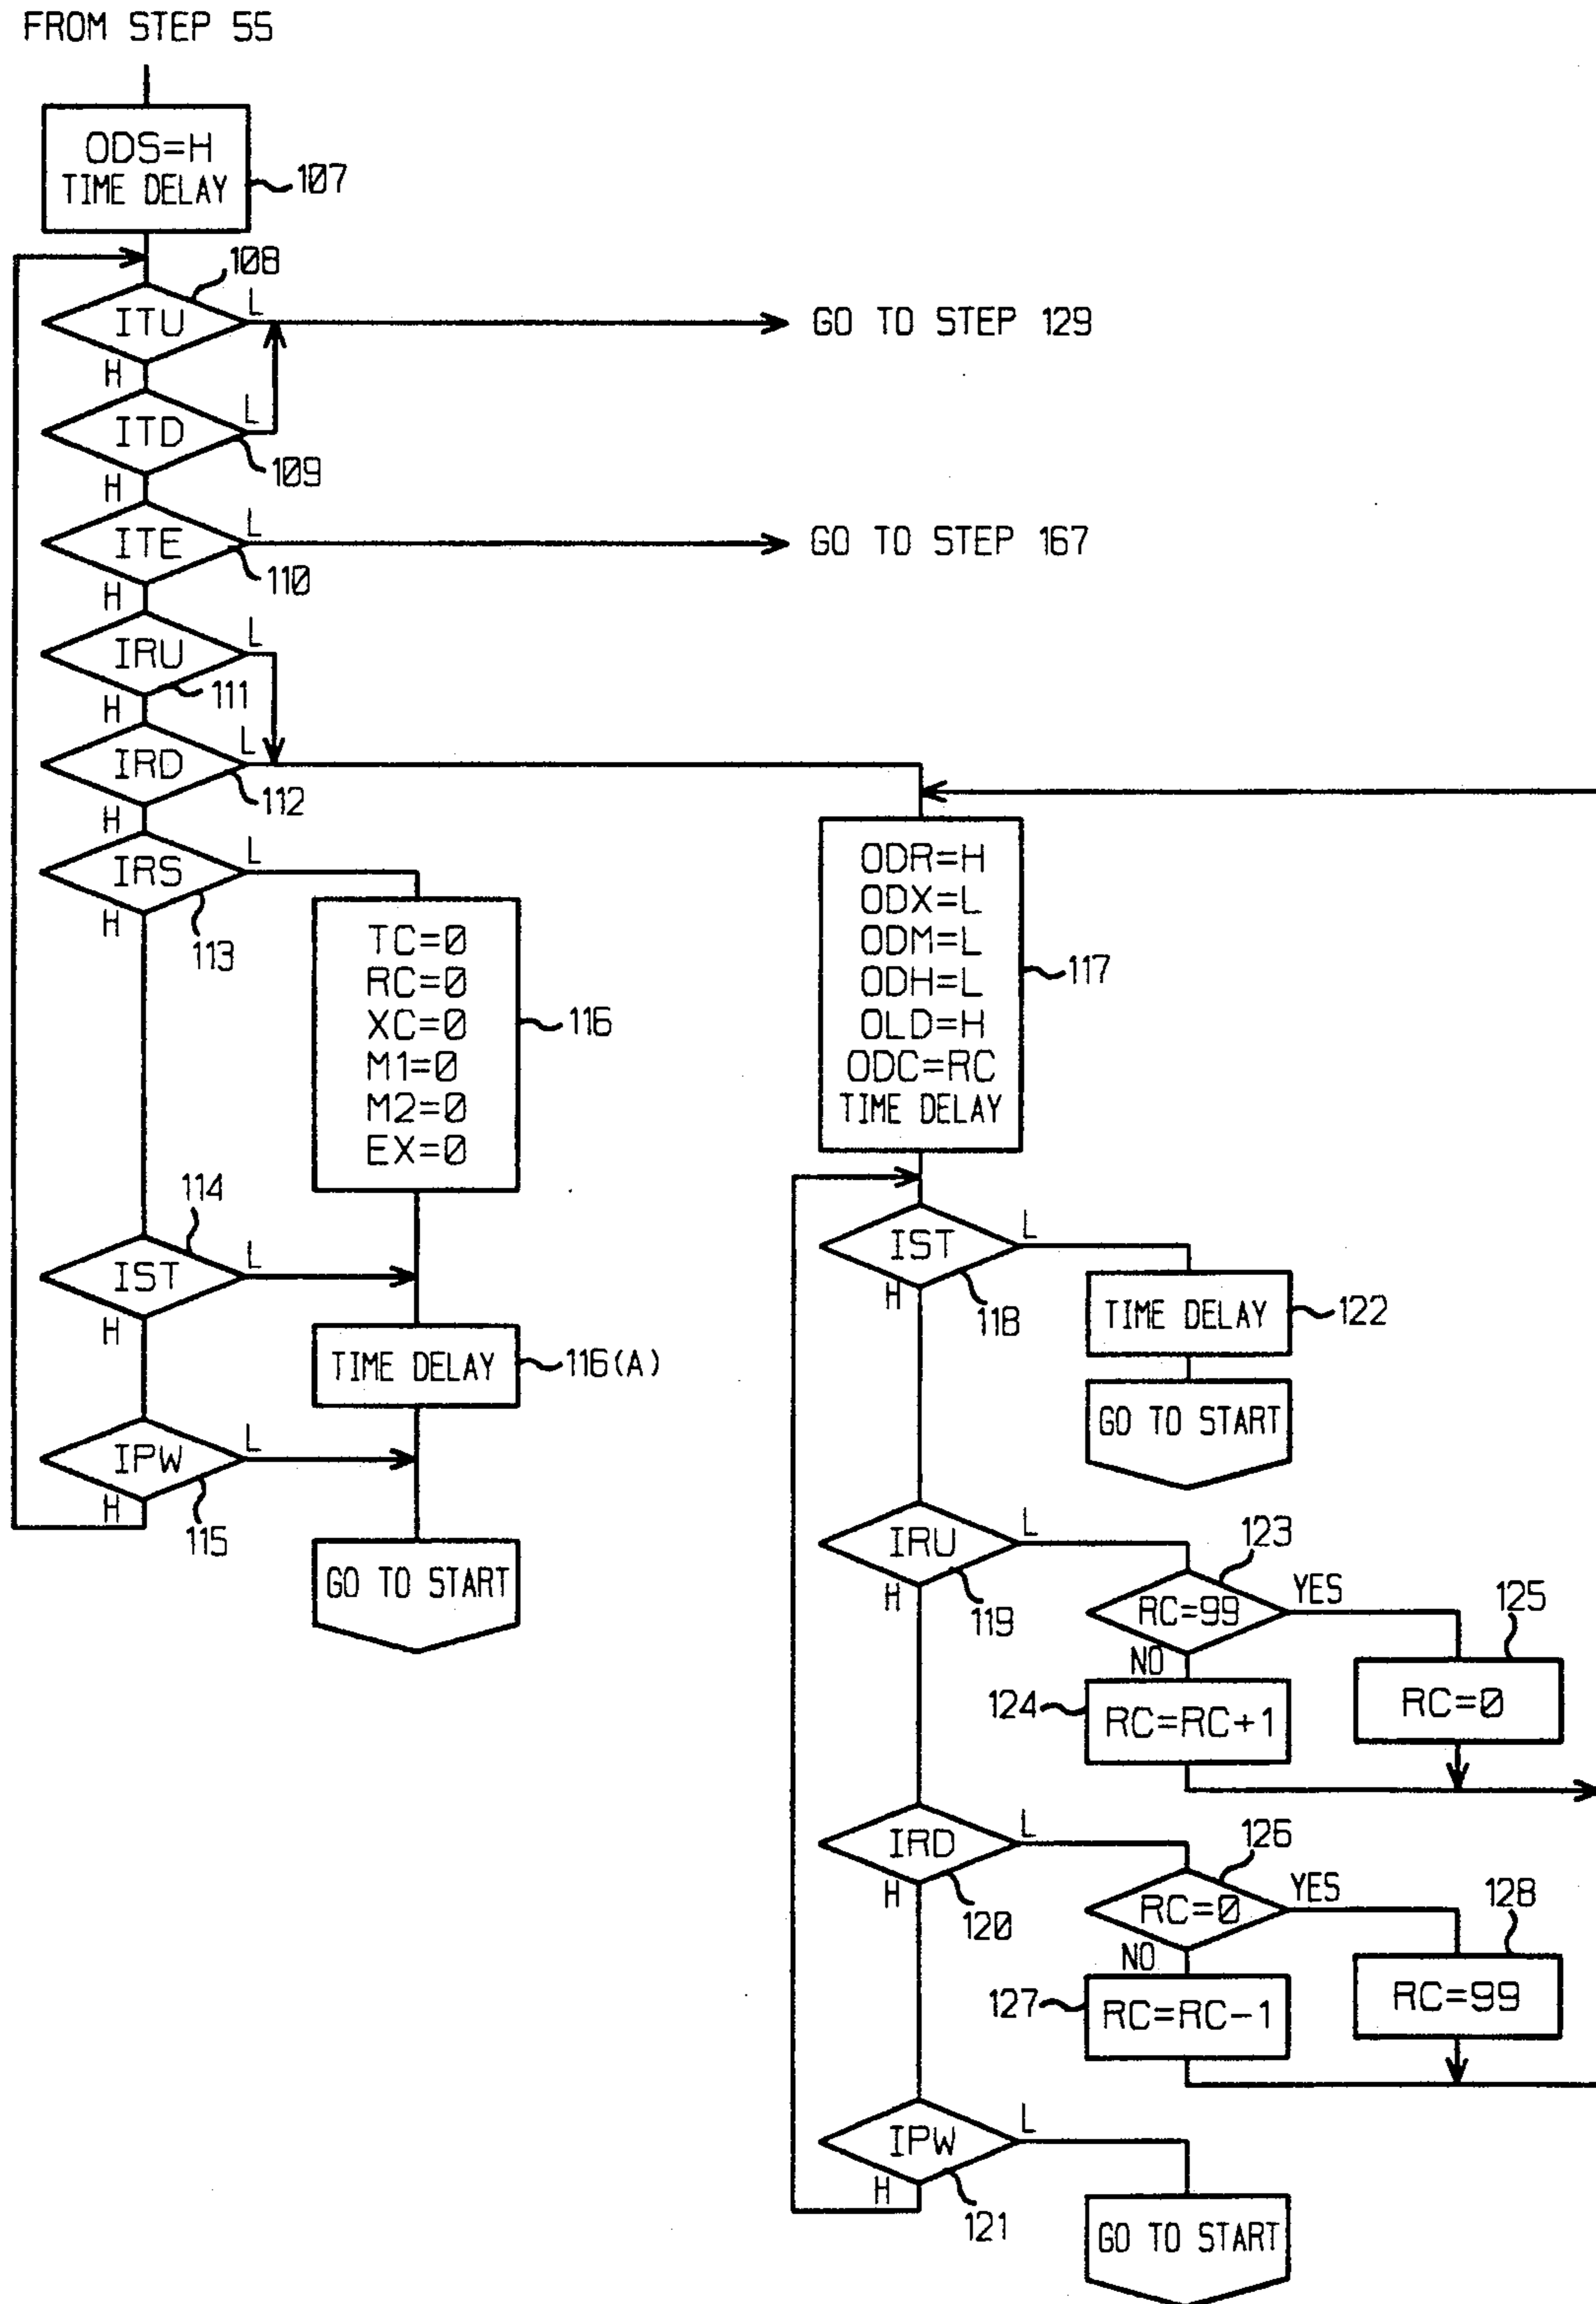 FROM STEP 55
ODS=H
TIME DELAY
107
108
ITU
L
GO TO STEP 129
H
ITD
L
109
H
ITE
L
GO TO STEP 167
110
H
IRU
L
111
H
IRD
L
112
H
IRS
L
113
H
TC=0
RC=0
XC=0
M1=0
M2=0
EX=0
116
114
IST
L
H
TIME DELAY
116(A)
IPW
L
H
115
GO TO START
ODR=H
ODX=L
ODM=L
ODH=L
OLD=H
ODC=RC
TIME DELAY
117
IST
L
H
118
TIME DELAY
122
GO TO START
IRU
L
H
119
123
RC=99
YES
NO
125
RC=0
124
RC=RC+1
IRD
L
H
120
126
RC=0
YES
NO
128
RC=99
127
RC=RC-1
IPW
L
H
121
GO TO START